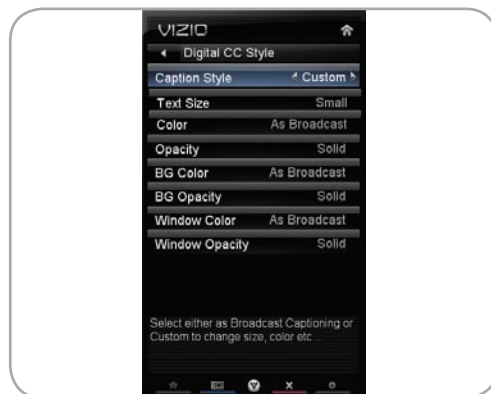 VIZIO
Digital CC Style
Caption Style Custom
Text Size Small
Color As Broadcast
Opacity Solid
BG Color As Broadcast
BG Opacity Solid
Window Color As Broadcast
Window Opacity Solid
Select either as Broadcast Captioning or
Custom to change size, color etc...